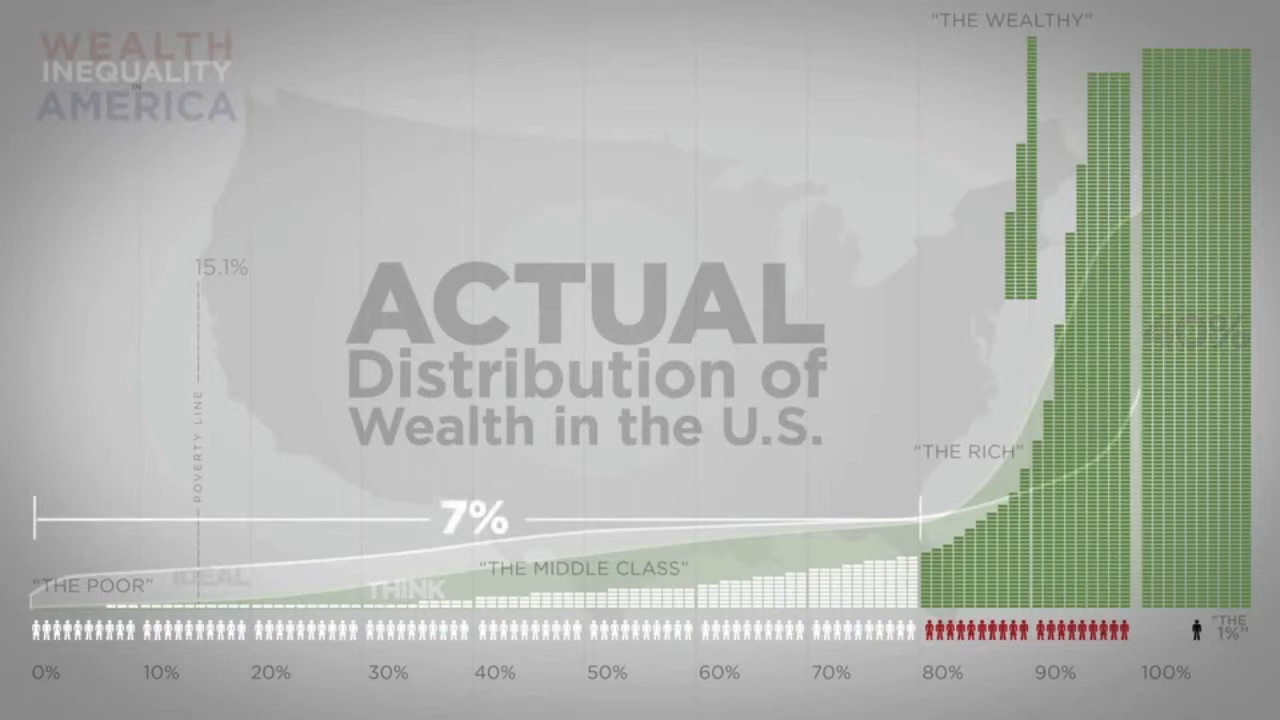 "THE WEALTHY"
WEALTH
INEQUALITY
IN
AMERICA
15.1%
ACTUAL
Distribution of
Wealth in the U.S.
40%
POVERTY LINE
"THE RICH"
7%
"THE POOR"
IDEAL
THINK
"THE MIDDLE CLASS"
"THE
1%"
0% 10% 20% 30% 40% 50% 60% 70% 80% 90% 100%